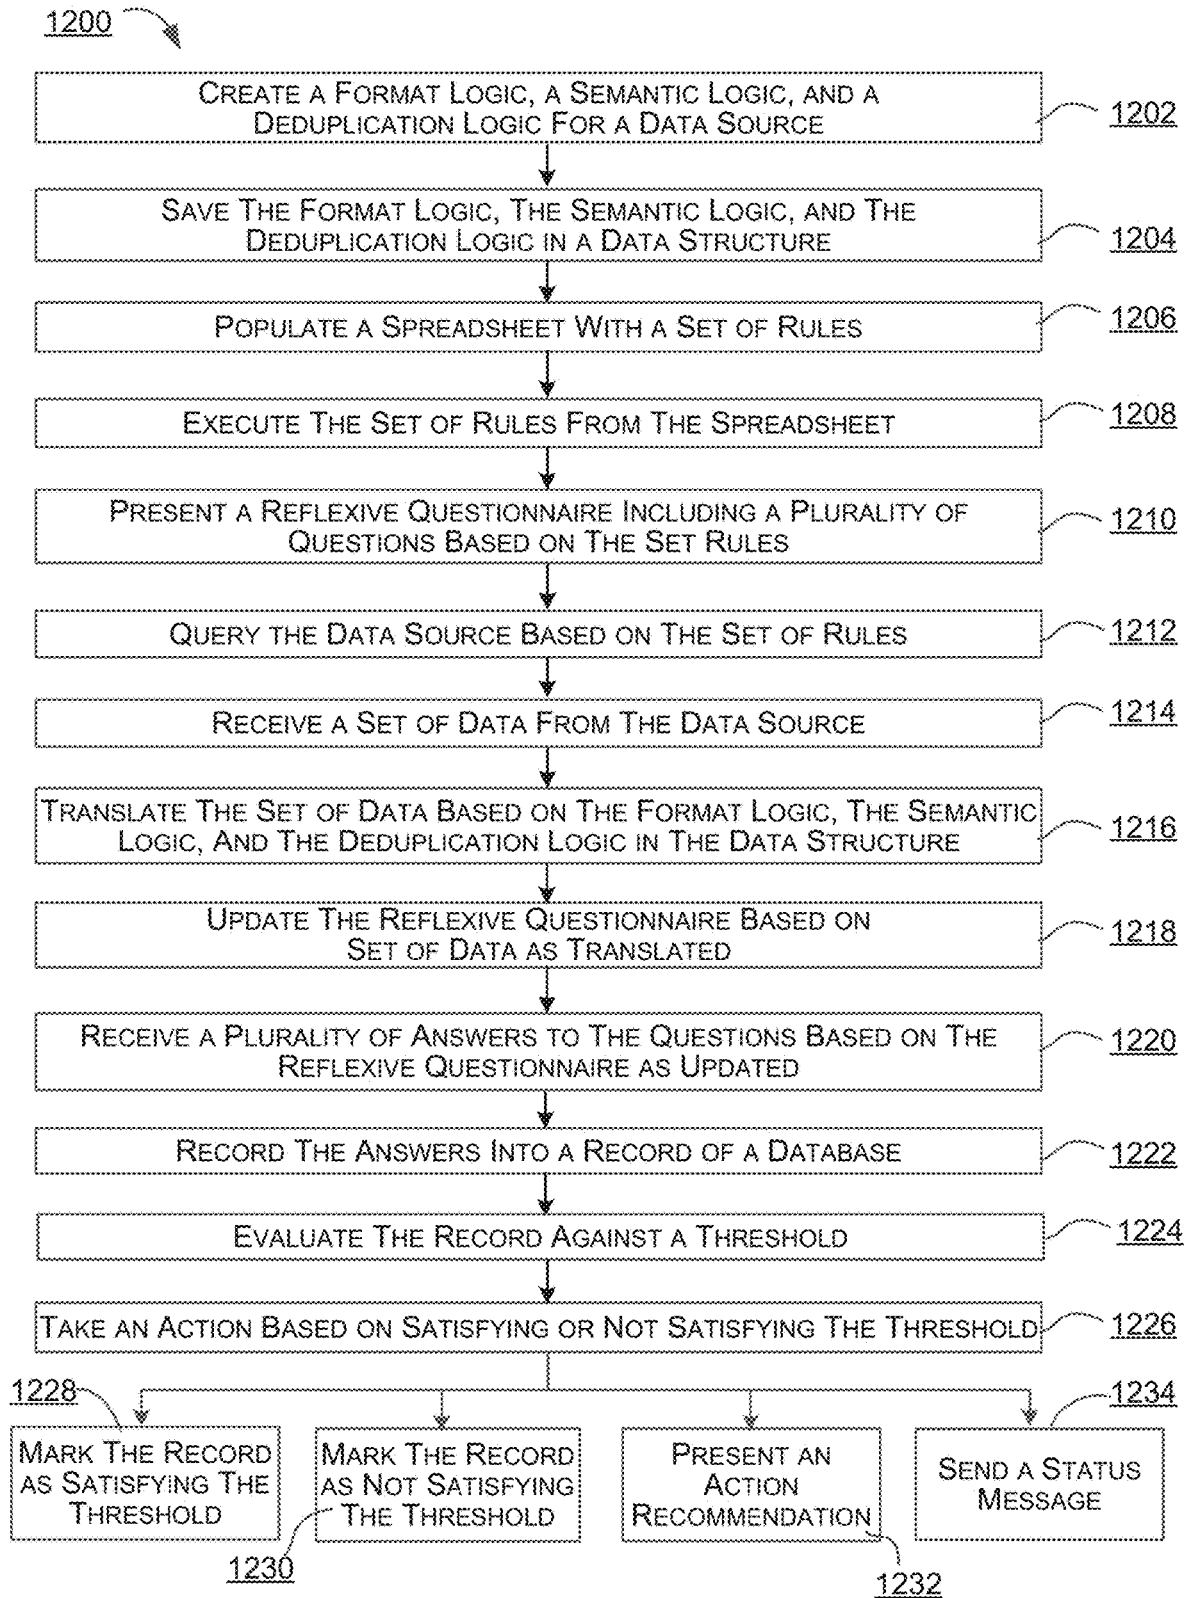 1200
CREATE A FORMAT LOGIC, A SEMANTIC LOGIC, AND A
DEDUPLICATION LOGIC FOR A DATA SOURCE
1202
SAVE THE FORMAT LOGIC, THE SEMANTIC LOGIC, AND THE
DEDUPLICATION LOGIC IN A DATA STRUCTURE
1204
POPULATE A SPREADSHEET WITH A SET OF RULES
1206
EXECUTE THE SET OF RULES FROM THE SPREADSHEET
1208
PRESENT A REFLEXIVE QUESTIONNAIRE INCLUDING A PLURALITY OF
QUESTIONS BASED ON THE SET RULES
1210
QUERY THE DATA SOURCE BASED ON THE SET OF RULES
1212
RECEIVE A SET OF DATA FROM THE DATA SOURCE
1214
TRANSLATE THE SET OF DATA BASED ON THE FORMAT LOGIC, THE SEMANTIC
LOGIC, AND THE DEDUPLICATION LOGIC IN THE DATA STRUCTURE
1216
UPDATE THE REFLEXIVE QUESTIONNAIRE BASED ON
SET OF DATA AS TRANSLATED
1218
RECEIVE A PLURALITY OF ANSWERS TO THE QUESTIONS BASED ON THE
REFLEXIVE QUESTIONNAIRE AS UPDATED
1220
RECORD THE ANSWERS INTO A RECORD OF A DATABASE
1222
EVALUATE THE RECORD AGAINST A THRESHOLD
1224
TAKE AN ACTION BASED ON SATISFYING OR NOT SATISFYING THE THRESHOLD
1226
1228
MARK THE RECORD
AS SATISFYING THE
THRESHOLD
MARK THE RECORD
AS NOT SATISFYING
THE THRESHOLD
1230
PRESENT AN
ACTION
RECOMMENDATION
1232
1234
SEND A STATUS
MESSAGE